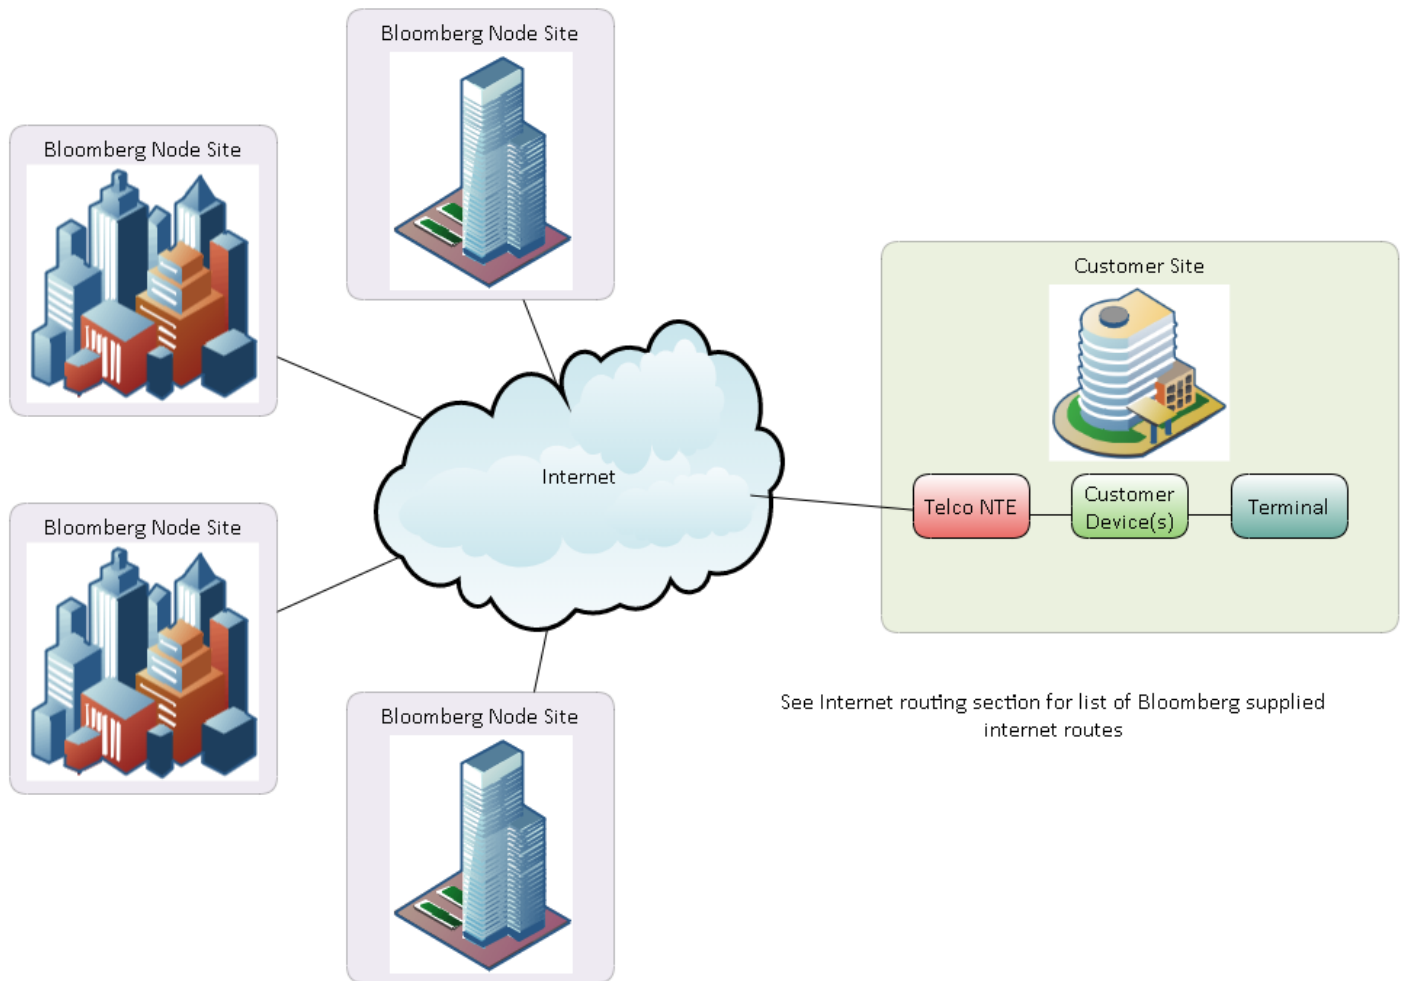 Bloomberg Node Site
Bloomberg Node Site
Customer Site
Internet
Telco NTE
Customer
Device(s)
Terminal
Bloomberg Node Site
Bloomberg Node Site
See Internet routing section for list of Bloomberg supplied
internet routes